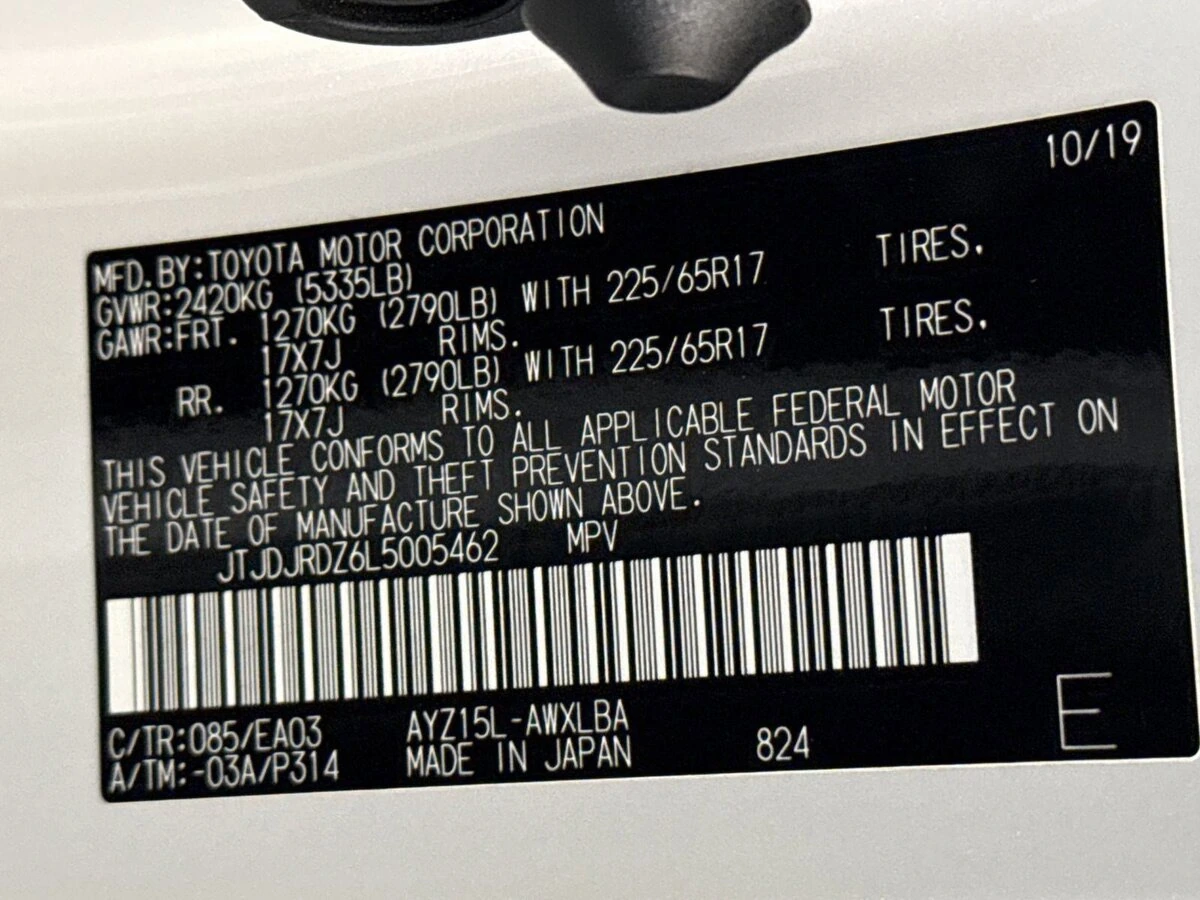 10/19
MFD.BY:TOYOTA MOTOR CORPORATION
GVWR:2420KG (5335LB)
GAWR:FRT. 1270KG (2790LB) WITH 225/65R17 TIRES.
17X7J RIMS.
RR. 1270KG (2790LB) WITH 225/65R17 TIRES.
17X7J RIMS.
THIS VEHICLE CONFORMS TO ALL APPLICABLE FEDERAL MOTOR
VEHICLE SAFETY AND THEFT PREVENTION STANDARDS IN EFFECT ON
THE DATE OF MANUFACTURE SHOWN ABOVE.
JTJDJRDZ6L5005462 MPV
C/TR:085/EA03 AYZ15L-AWXLBA
A/TM:-03A/P314 MADE IN JAPAN 824 E